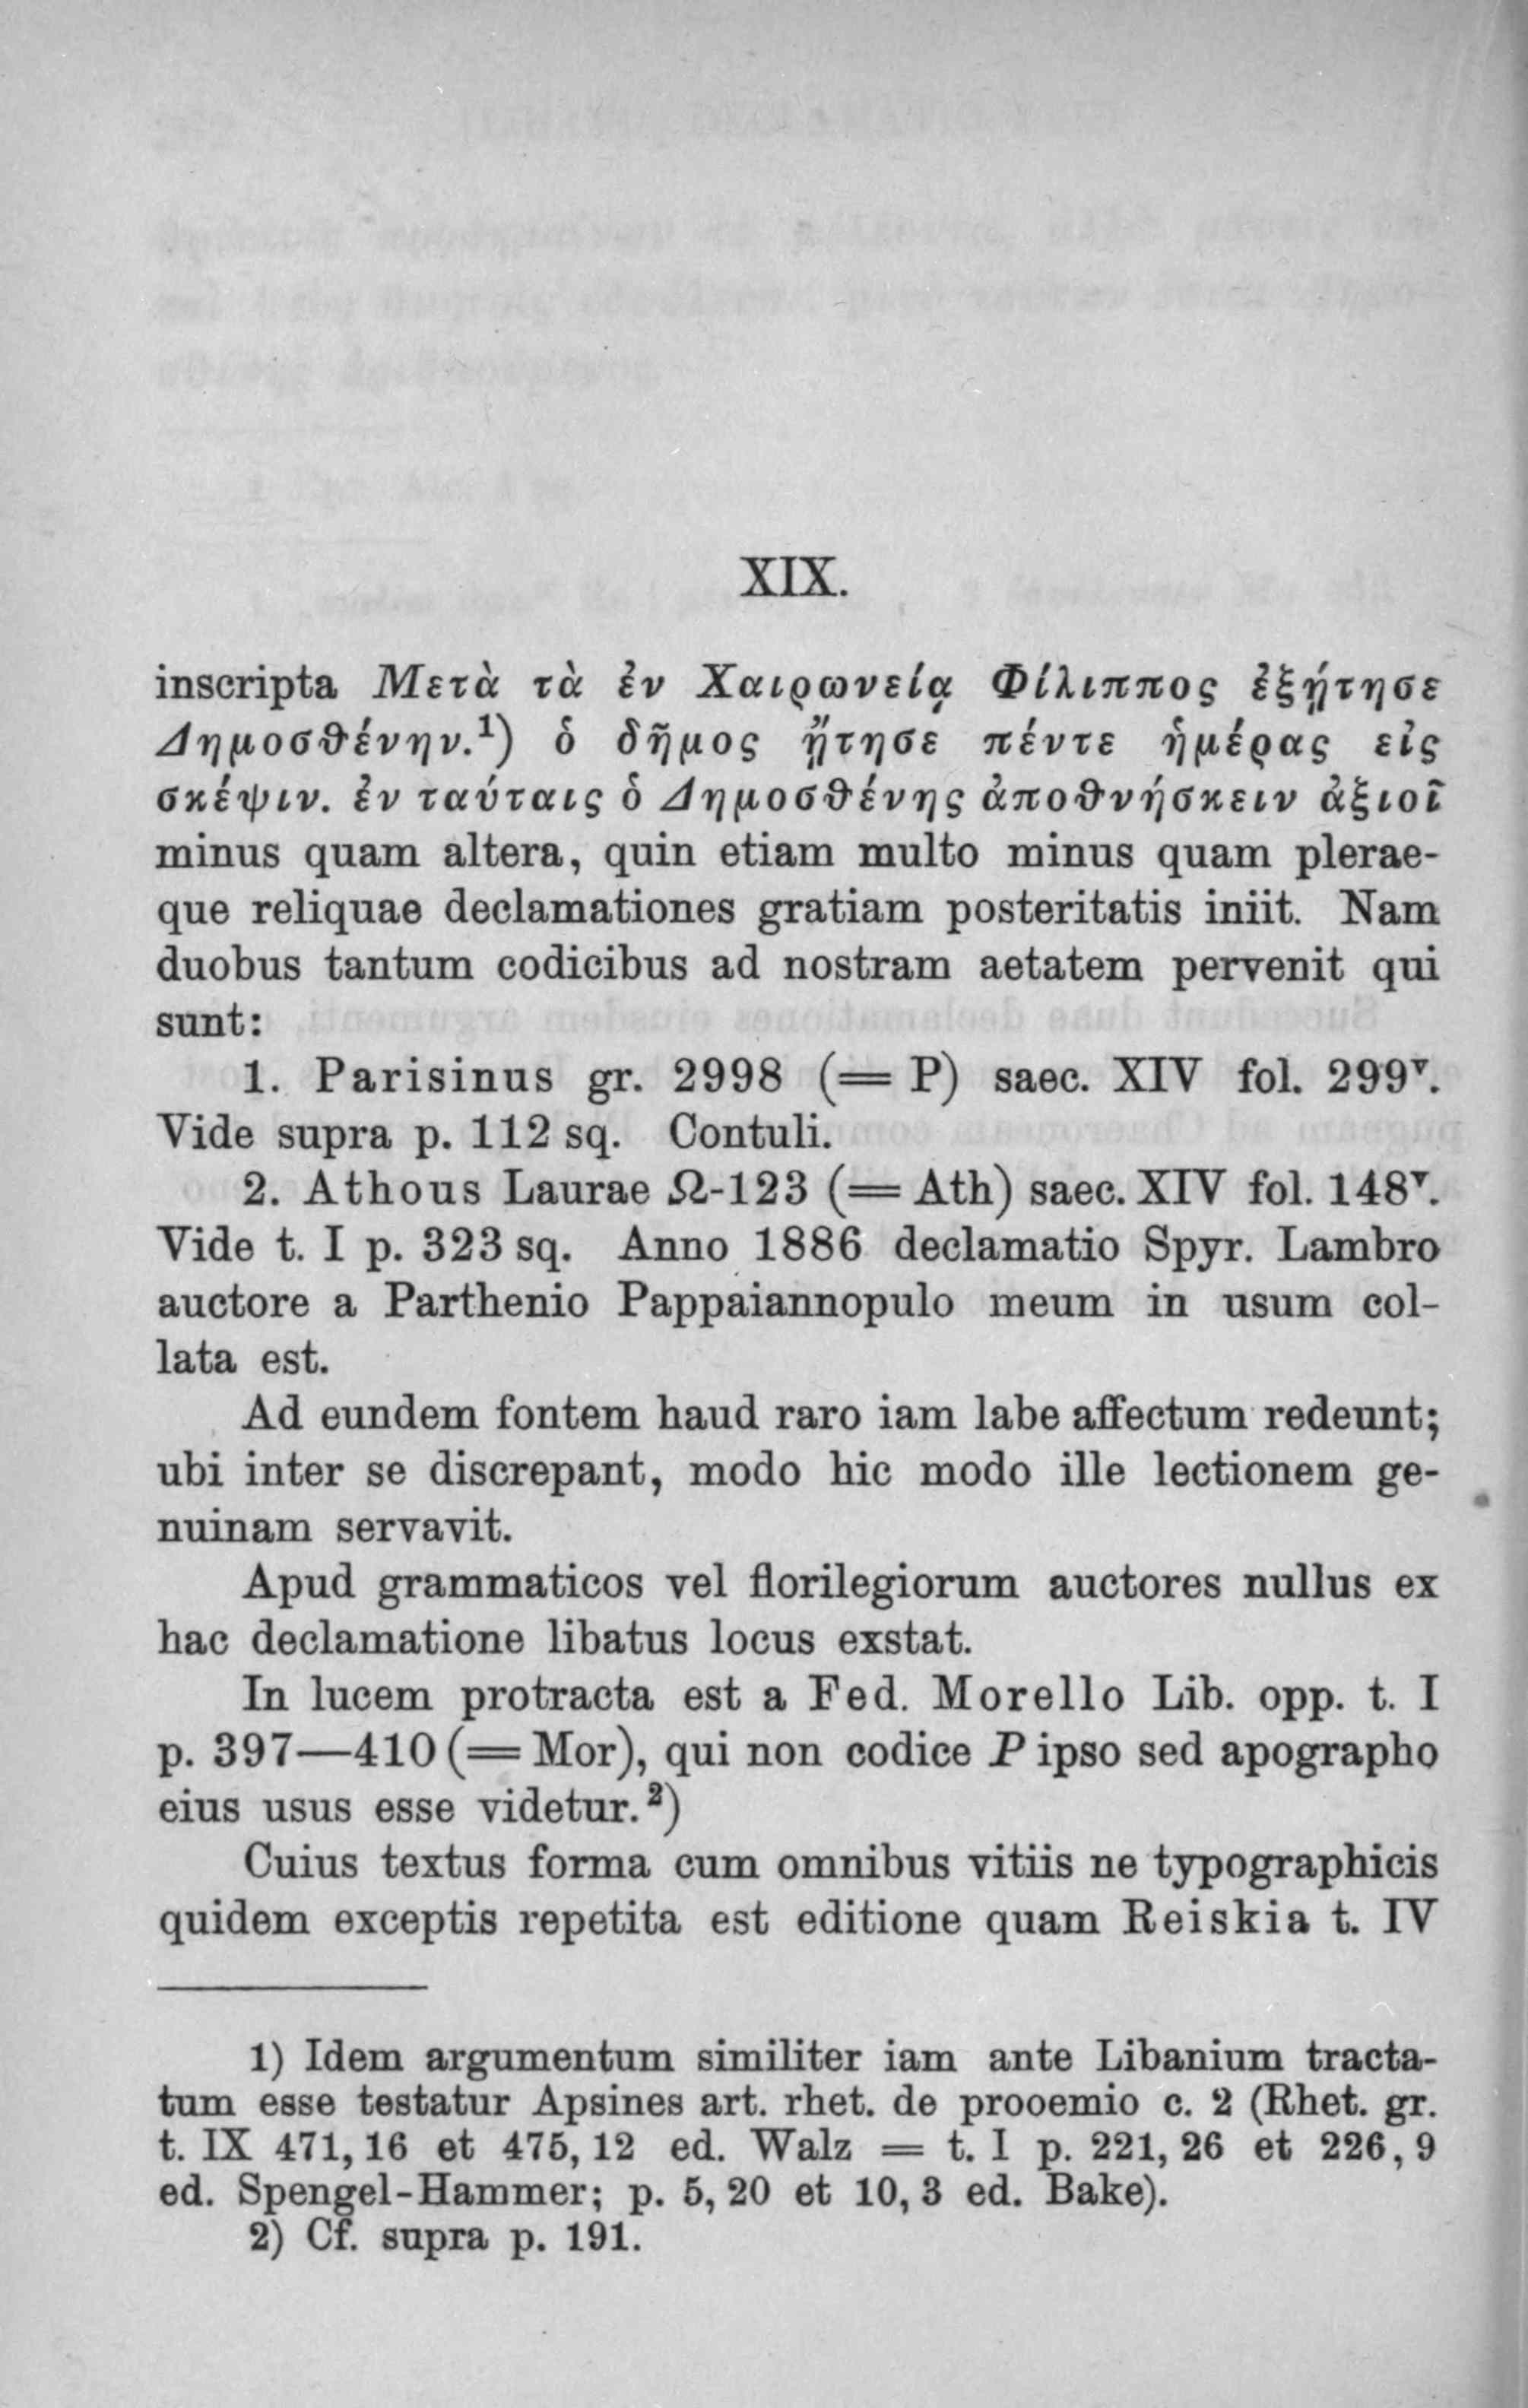 XIX.
inscripta Μετὰ τὰ ἐν Χαιρωνείᾳ Φίλιππος ἐξῄτησε
Δημοσθένην.¹) ὁ δῆμος ᾔτησε πέντε ἡμέρας εἰς
σκέψιν. ἐν ταύταις ὁ Δημοσθένης ἀποθνήσκειν ἀξιοῖ
minus quam altera, quin etiam multo minus quam plerae-
que reliquae declamationes gratiam posteritatis iniit. Nam
duobus tantum codicibus ad nostram aetatem pervenit qui
sunt:
1. Parisinus gr. 2998 (= P) saec. XIV fol. 299ᵛ.
Vide supra p. 112 sq. Contuli.
2. Athous Laurae Ω-123 (= Ath) saec. XIV fol. 148ᵛ.
Vide t. I p. 323 sq. Anno 1886 declamatio Spyr. Lambro
auctore a Parthenio Pappaiannopulo meum in usum col-
lata est.
Ad eundem fontem haud raro iam labe affectum redeunt;
ubi inter se discrepant, modo hic modo ille lectionem ge-
nuinam servavit.
Apud grammaticos vel florilegiorum auctores nullus ex
hac declamatione libatus locus exstat.
In lucem protracta est a Fed. Morello Lib. opp. t. I
p. 397—410 (= Mor), qui non codice P ipso sed apographo
eius usus esse videtur.²)
Cuius textus forma cum omnibus vitiis ne typographicis
quidem exceptis repetita est editione quam Reiskia t. IV
1) Idem argumentum similiter iam ante Libanium tracta-
tum esse testatur Apsines art. rhet. de prooemio c. 2 (Rhet. gr.
t. IX 471, 16 et 475, 12 ed. Walz = t. I p. 221, 26 et 226, 9
ed. Spengel-Hammer; p. 5, 20 et 10, 3 ed. Bake).
2) Cf. supra p. 191.